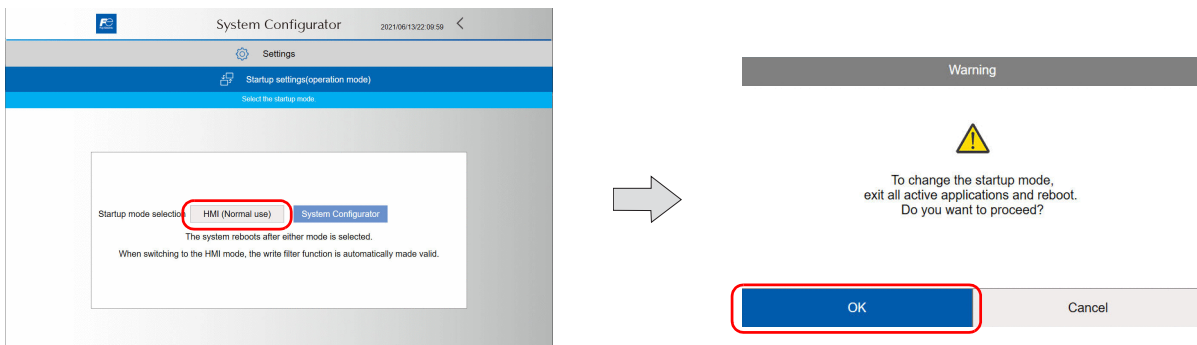 System Configurator
2021/06/13/22:09:59
Settings
Startup settings(operation mode)
Select the startup mode.
Startup mode selection HMI (Normal use) System Configurator
The system reboots after either mode is selected.
When switching to the HMI mode, the write filter function is automatically made valid.
Warning
To change the startup mode,
exit all active applications and reboot.
Do you want to proceed?
OK Cancel